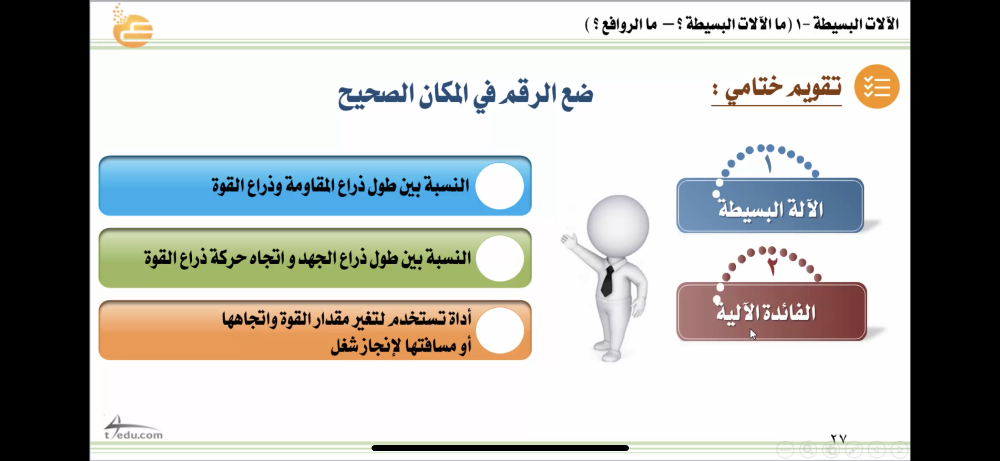 الآلات البسيطة -١ (ما الآلات البسيطة ؟ – ما الروافع ؟ )
تقويم ختامي :
ضع الرقم في المكان الصحيح
١
الآلة البسيطة
٢
الفائدة الآلية
النسبة بين طول ذراع المقاومة وذراع القوة
النسبة بين طول ذراع الجهد و اتجاه حركة ذراع القوة
أداة تستخدم لتغير مقدار القوة واتجاهها
أو مسافتها لإنجاز شغل
t4edu.com
٢٧